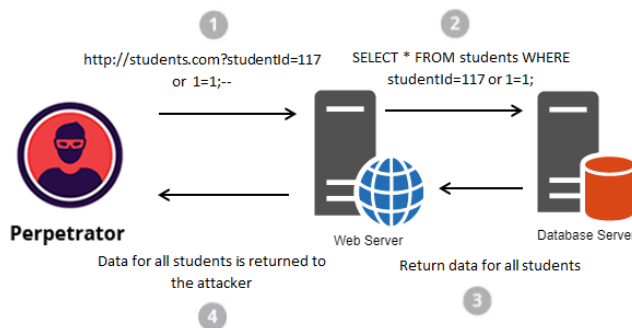 1
http://students.com?studentId=117
or 1=1;--
2
SELECT * FROM students WHERE
studentId=117 or 1=1;
Perpetrator
Web Server
Database Server
Return data for all students
3
Data for all students is returned to
the attacker
4